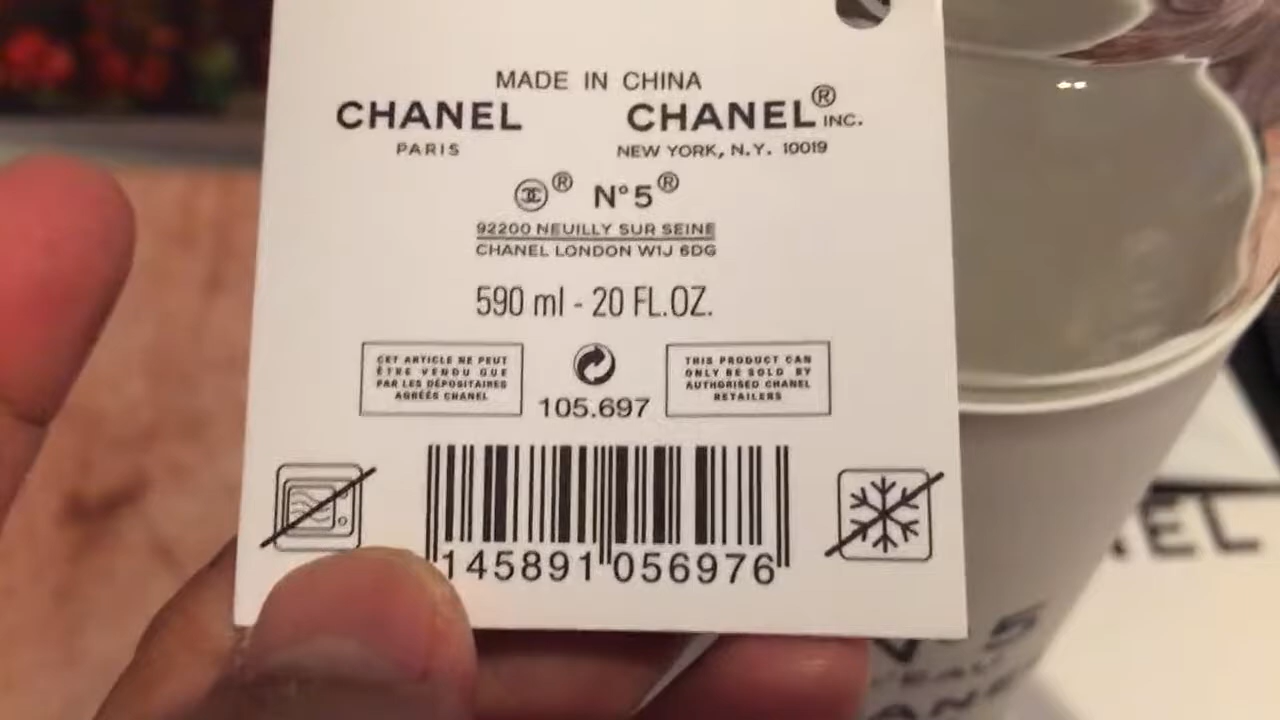 MADE IN CHINA
CHANEL
PARIS
CHANEL® INC.
NEW YORK, N.Y. 10019
® N°5®
92200 NEUILLY SUR SEINE
CHANEL LONDON W1J 6DG
590 ml - 20 FL.OZ.
CET ARTICLE NE PEUT
ÊTRE VENDU QUE
PAR LES DÉPOSITAIRES
AGRÉÉS CHANEL
105.697
THIS PRODUCT CAN
ONLY BE SOLD BY
AUTHORISED CHANEL
RETAILERS
145891 056976